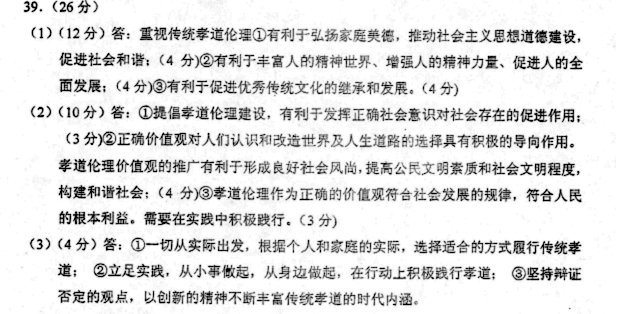 39.（26分）
（1）（12分）答：重视传统孝道伦理①有利于弘扬家庭美德，推动社会主义思想道德建设，
促进社会和谐；（4 分)②有利于丰富人的精神世界、增强人的精神力量、促进人的全
面发展；（4 分)③有利于促进优秀传统文化的继承和发展。（4 分）
（2）（10 分）答：①提倡孝道伦理建设，有利于发挥正确社会意识对社会存在的促进作用；
（3 分)②正确价值观对人们认识和改造世界及人生道路的选择具有积极的导向作用。
孝道伦理价值观的推广有利于形成良好社会风尚，提高公民文明素质和社会文明程度，
构建和谐社会；（4 分)③孝道伦理作为正确的价值观符合社会发展的规律，符合人民
的根本利益。需要在实践中积极践行。（3 分）
（3）（4 分）答：①一切从实际出发，根据个人和家庭的实际，选择适合的方式履行传统孝
道； ②立足实践，从小事做起，从身边做起，在行动上积极践行孝道； ③坚持辩证
否定的观点，以创新的精神不断丰富传统孝道的时代内涵。